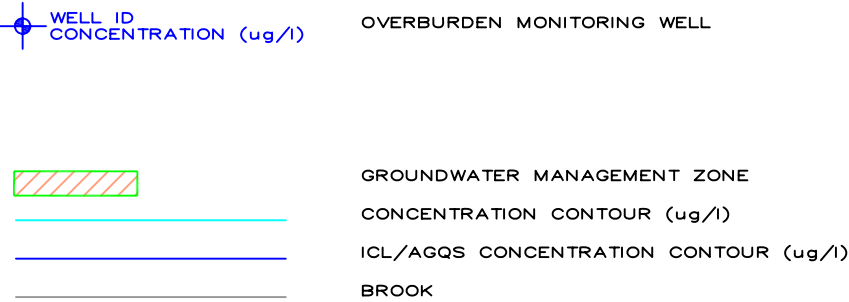 WELL ID
CONCENTRATION (ug/l)
OVERBURDEN MONITORING WELL
GROUNDWATER MANAGEMENT ZONE
CONCENTRATION CONTOUR (ug/l)
ICL/AGQS CONCENTRATION CONTOUR (ug/l)
BROOK